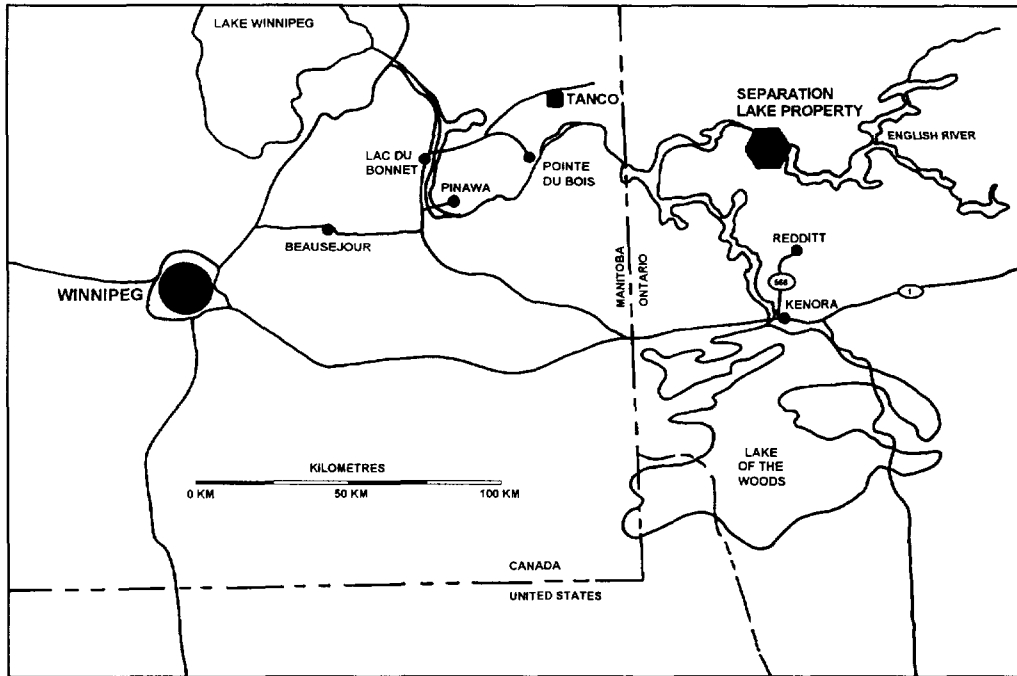 LAKE WINNIPEG
TANCO
SEPARATION
LAKE PROPERTY
ENGLISH RIVER
LAC DU
BONNET
POINTE
DU BOIS
PINAWA
BEAUSEJOUR
REDDITT
MANITOBA
ONTARIO
568
1
WINNIPEG
KENORA
KILOMETRES
0 KM
50 KM
100 KM
LAKE
OF THE
WOODS
CANADA
UNITED STATES